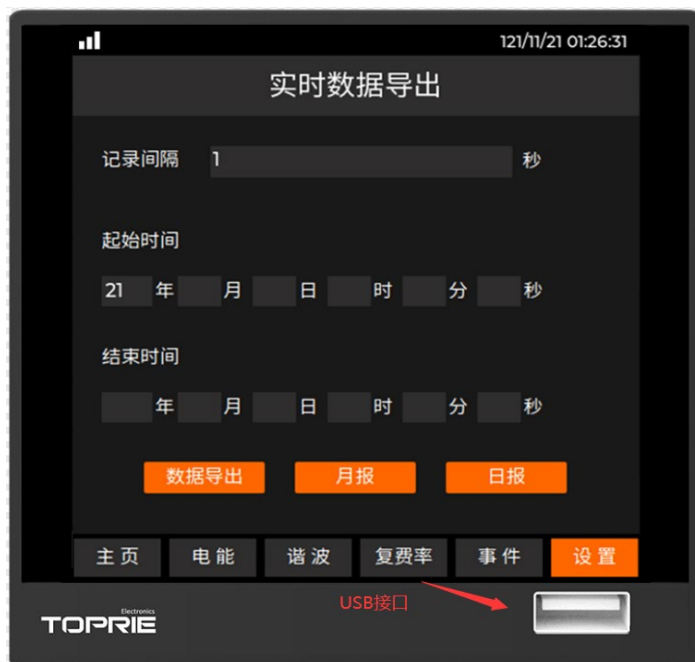 121/11/21 01:26:31
实时数据导出
记录间隔 1 秒
起始时间
21 年 月 日 时 分 秒
结束时间
年 月 日 时 分 秒
数据导出 月报 日报
主页 电能 谐波 复费率 事件 设置
USB接口
Electronics
TOPRIE